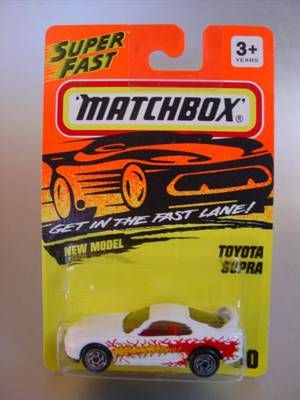 SUPER
FAST
3+
YEARS
MATCHBOX®
GET IN THE FAST LANE!
NEW MODEL
TOYOTA
SUPRA